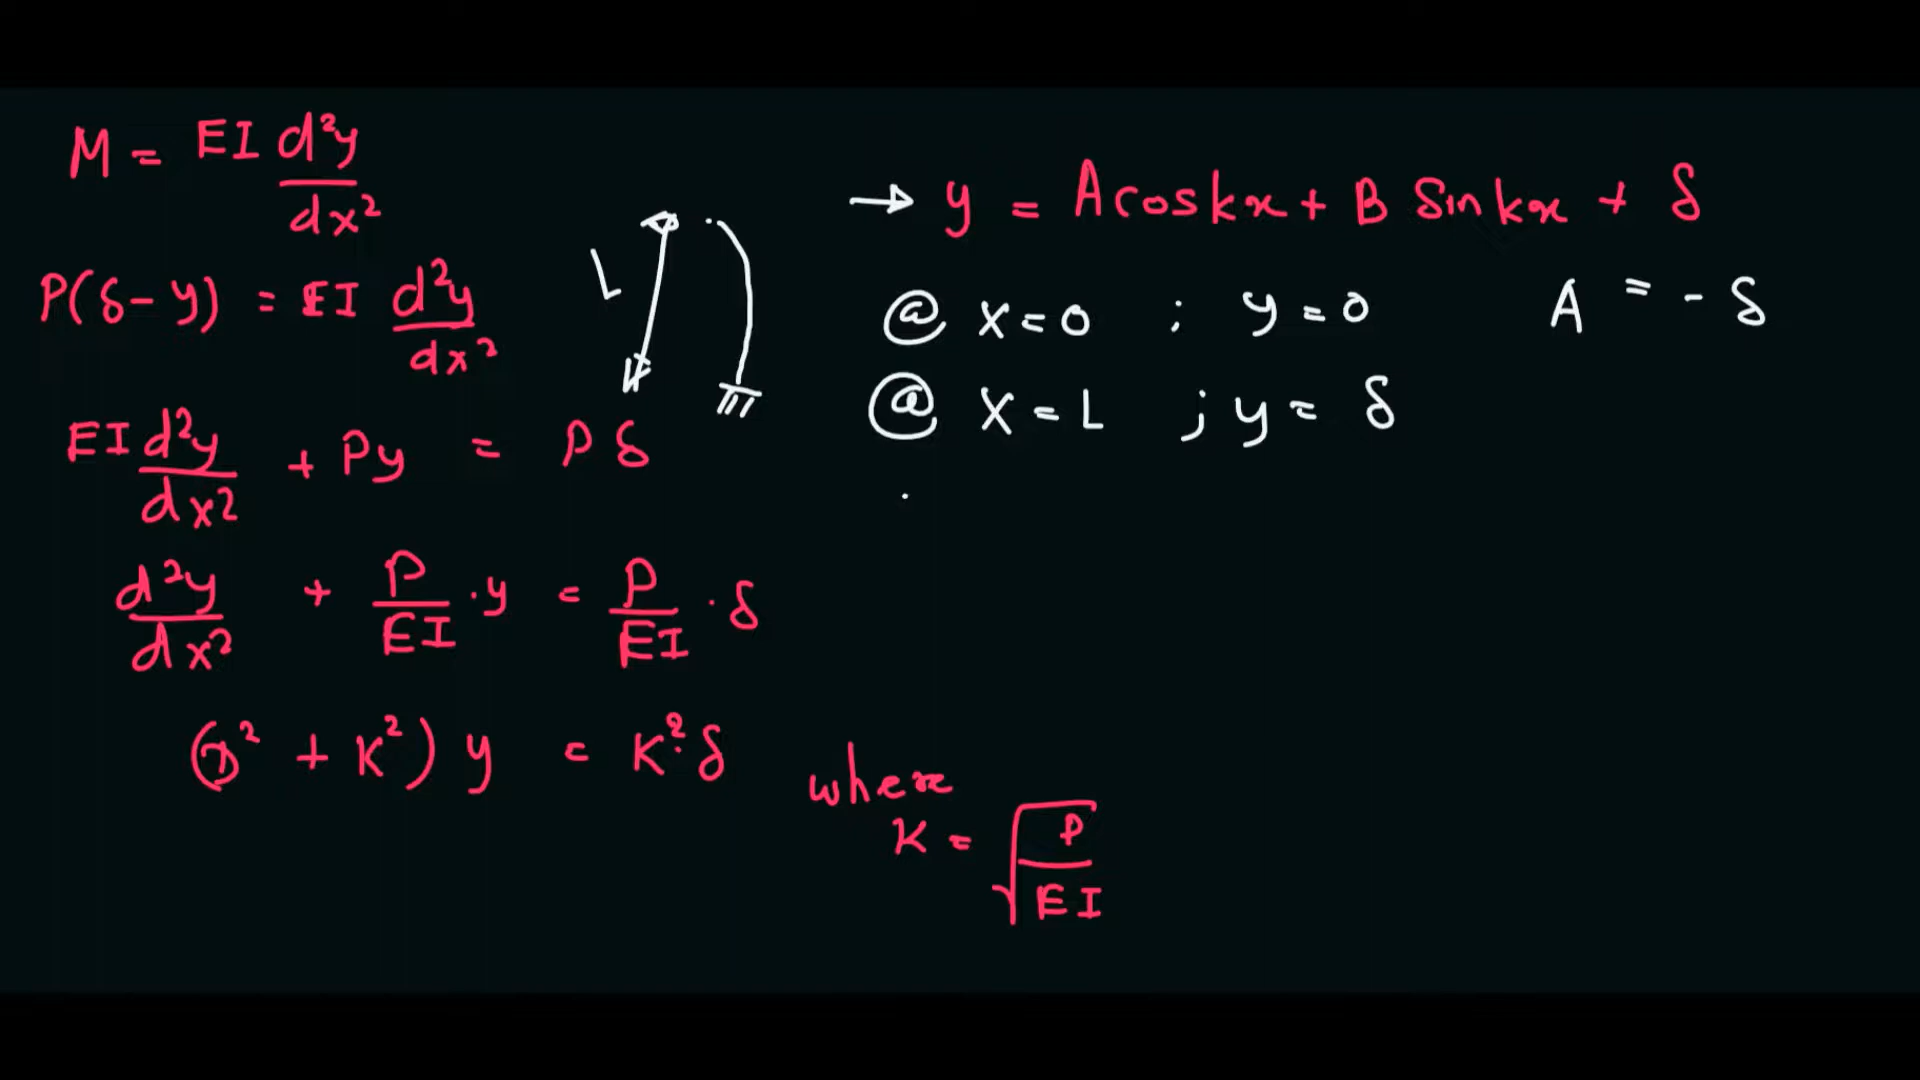 M = EI d²y/dx²
P(δ - y) = EI d²y/dx²
EI d²y/dx² + Py = Pδ
d²y/dx² + P/EI · y = P/EI · δ
(D² + K²) y = K² · δ
where
K = √(P/EI)
L
→ y = A cos kx + B Sin kx + δ
@ x = 0 ; y = 0 A = - δ
@ x = L ; y = δ